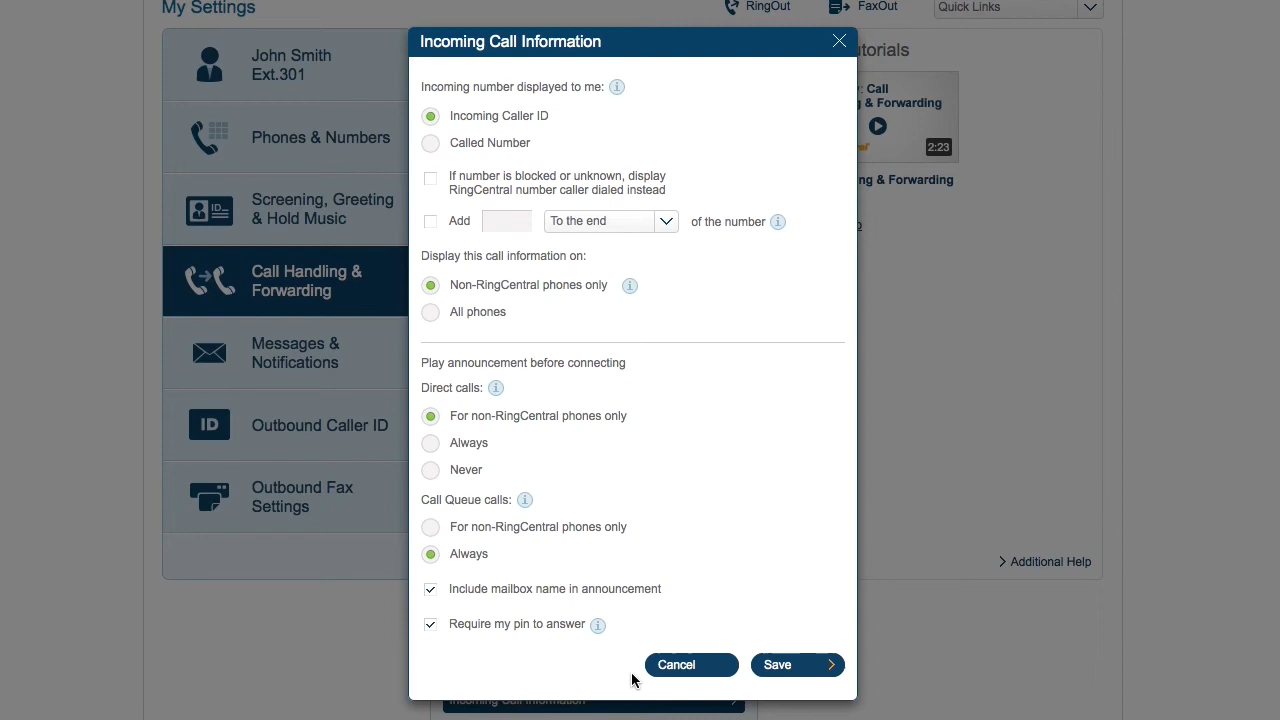 My Settings
RingOut
FaxOut
Quick Links
John Smith
Ext.301
Phones & Numbers
Screening, Greeting
& Hold Music
Call Handling &
Forwarding
Messages &
Notifications
Outbound Caller ID
Outbound Fax
Settings
Incoming Call Information
Incoming number displayed to me:
Incoming Caller ID
Called Number
If number is blocked or unknown, display
RingCentral number caller dialed instead
Add To the end of the number
Display this call information on:
Non-RingCentral phones only
All phones
Play announcement before connecting
Direct calls:
For non-RingCentral phones only
Always
Never
Call Queue calls:
For non-RingCentral phones only
Always
Include mailbox name in announcement
Require my pin to answer
Cancel
Save
Incoming Call Information
utorials
: Call
g & Forwarding
2:23
ng & Forwarding
Additional Help
ID